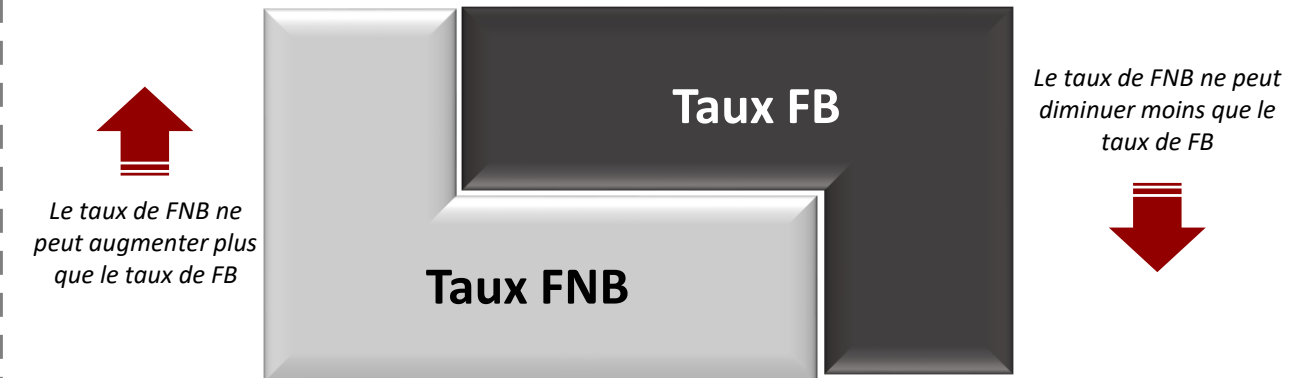 Taux FB
Le taux de FNB ne peut
diminuer moins que le
taux de FB
Le taux de FNB ne
peut augmenter plus
que le taux de FB
Taux FNB